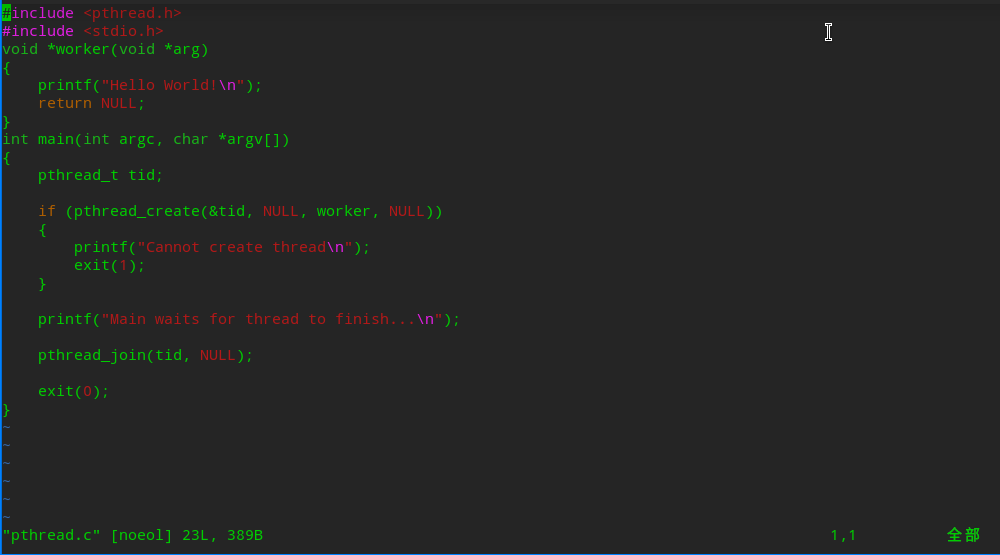 #include <pthread.h>
#include <stdio.h>
void *worker(void *arg)
{
    printf("Hello World!\n");
    return NULL;
}
int main(int argc, char *argv[])
{
    pthread_t tid;

    if (pthread_create(&tid, NULL, worker, NULL))
    {
        printf("Cannot create thread\n");
        exit(1);
    }

    printf("Main waits for thread to finish...\n");

    pthread_join(tid, NULL);

    exit(0);
}
~
~
~
~
~
~
"pthread.c" [noeol] 23L, 389B 1,1 全部